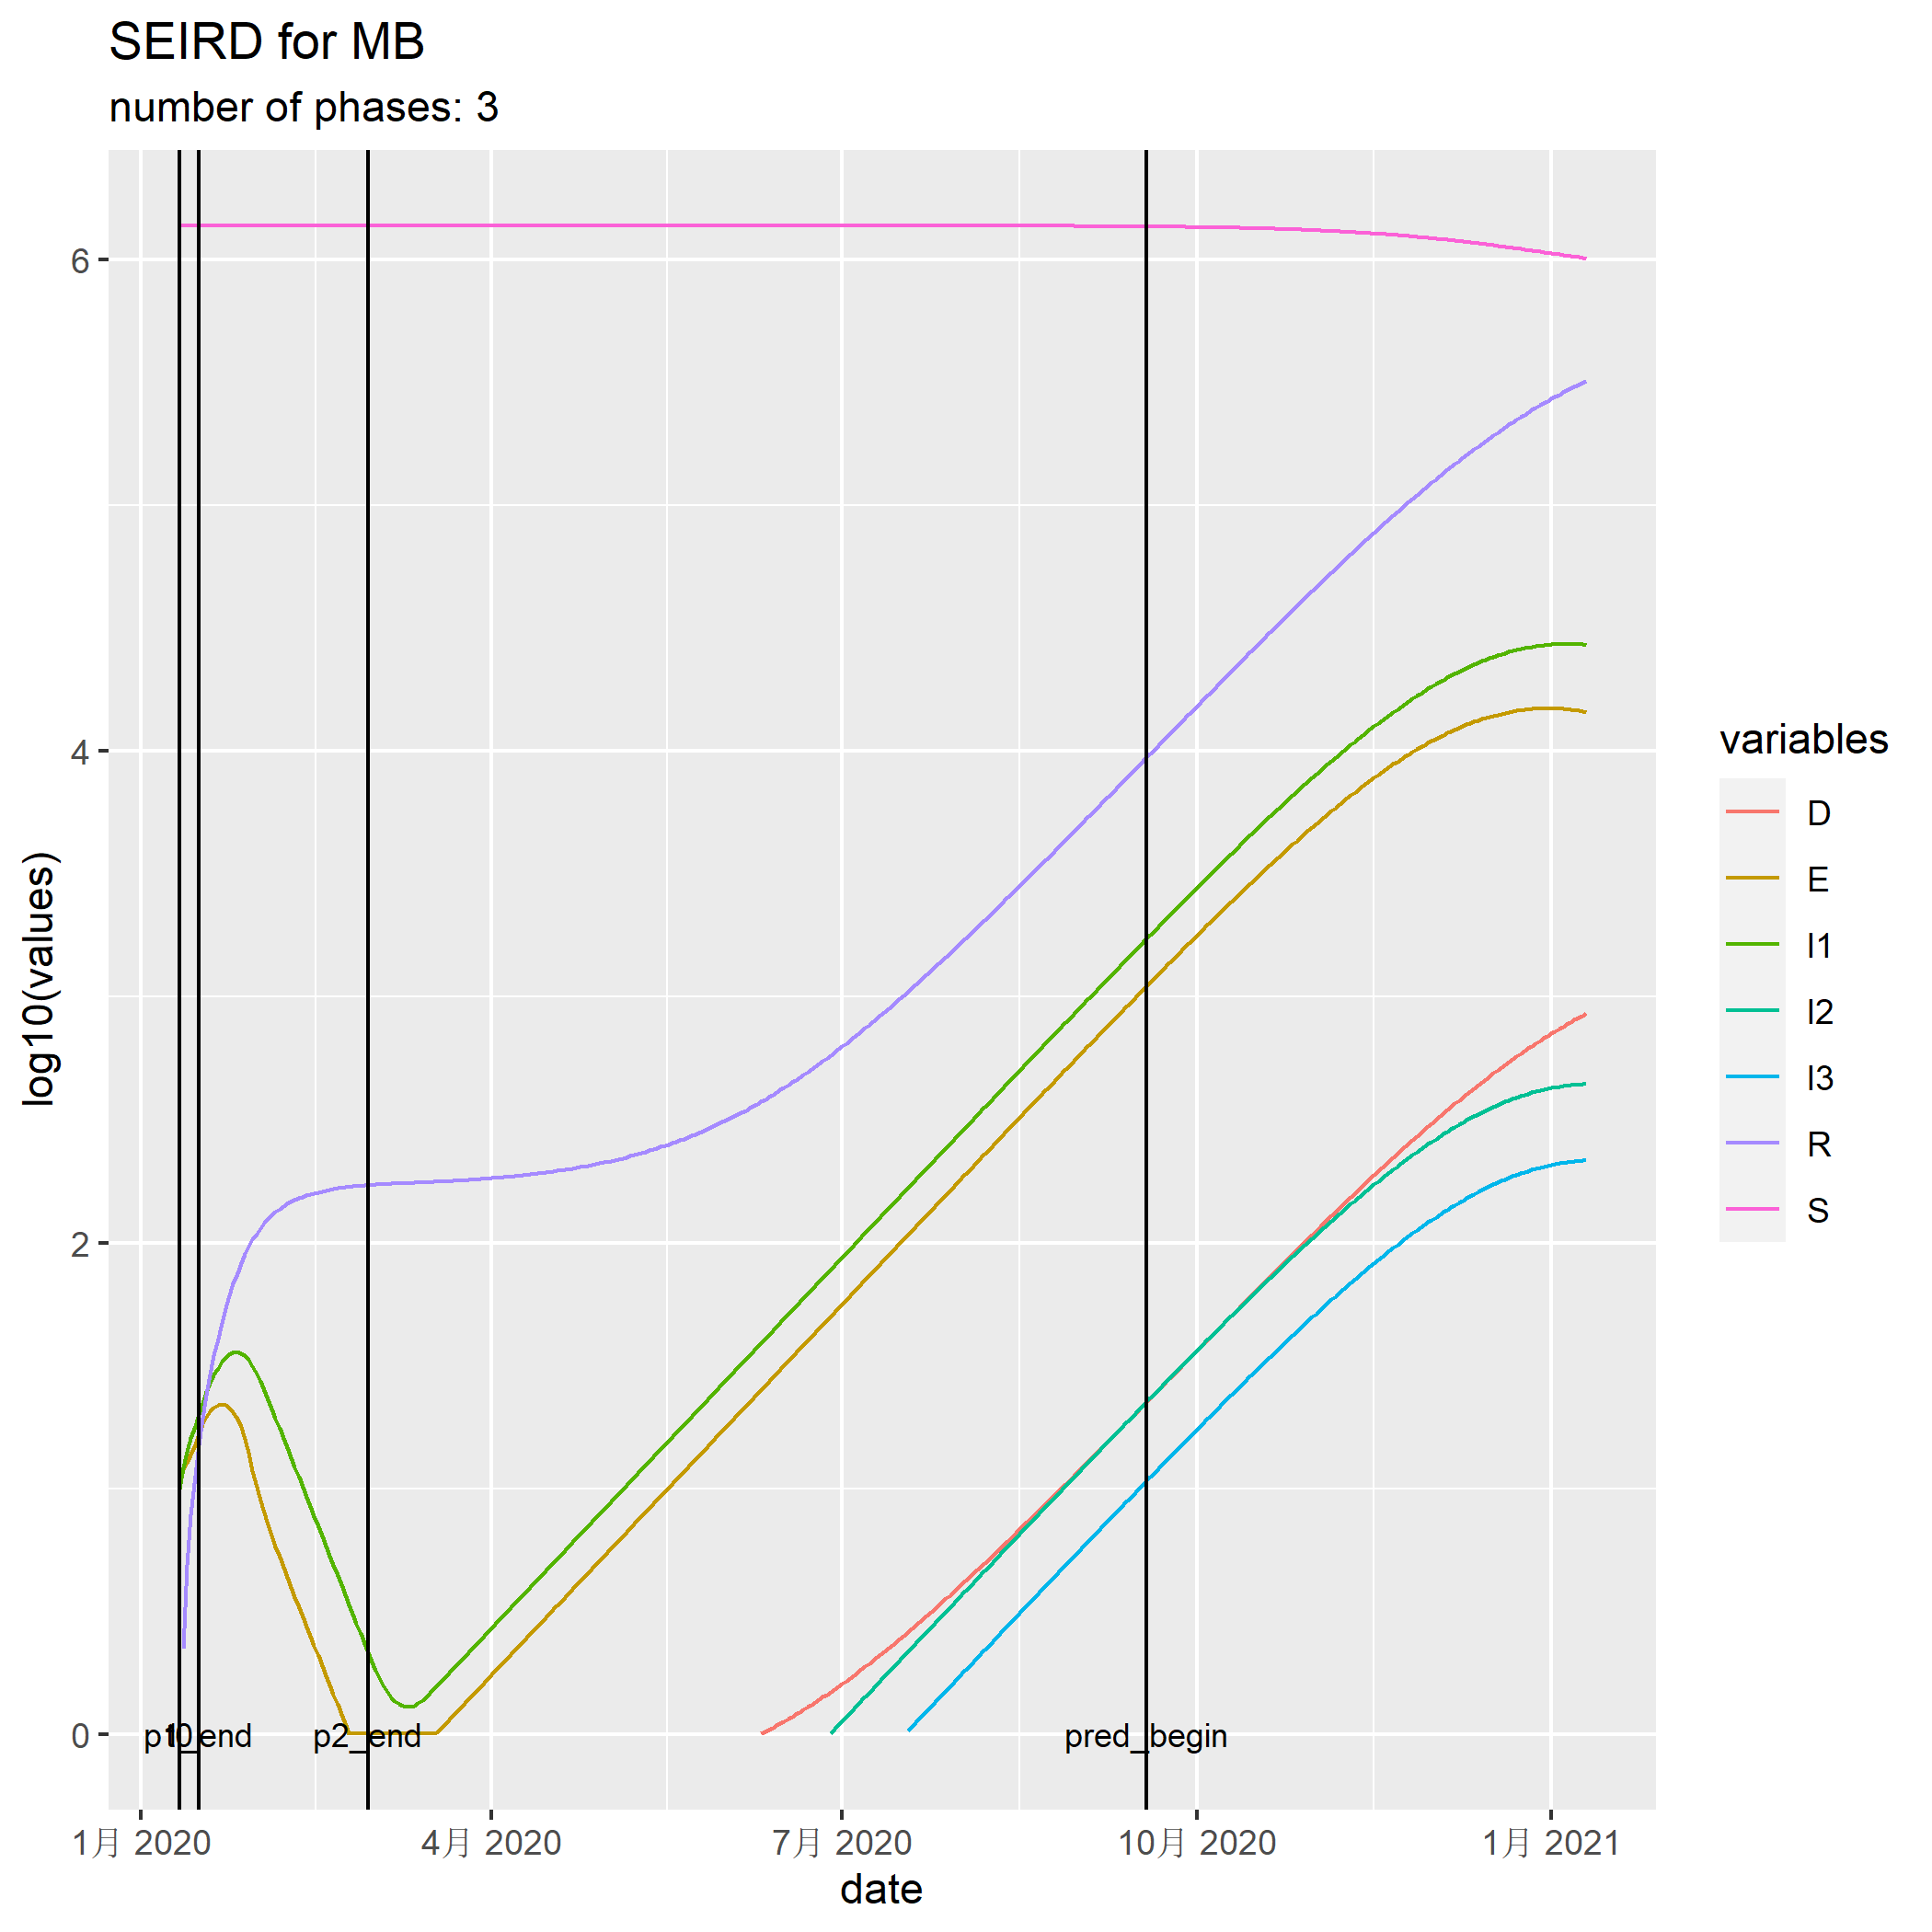 SEIRD for MB
number of phases: 3
log10(values)
6
4
2
0
p2_end
pred_begin
1月 2020
4月 2020
7月 2020
10月 2020
1月 2021
date
variables
D
E
I1
I2
I3
R
S